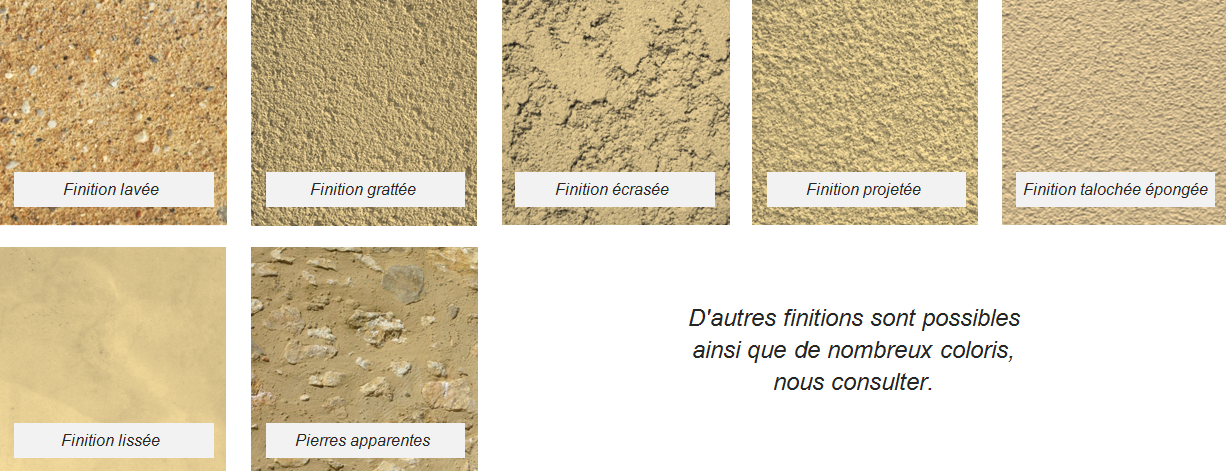 Finition lavée
Finition grattée
Finition écrasée
Finition projetée
Finition talochée épongée
Finition lissée
Pierres apparentes
D'autres finitions sont possibles
ainsi que de nombreux coloris,
nous consulter.